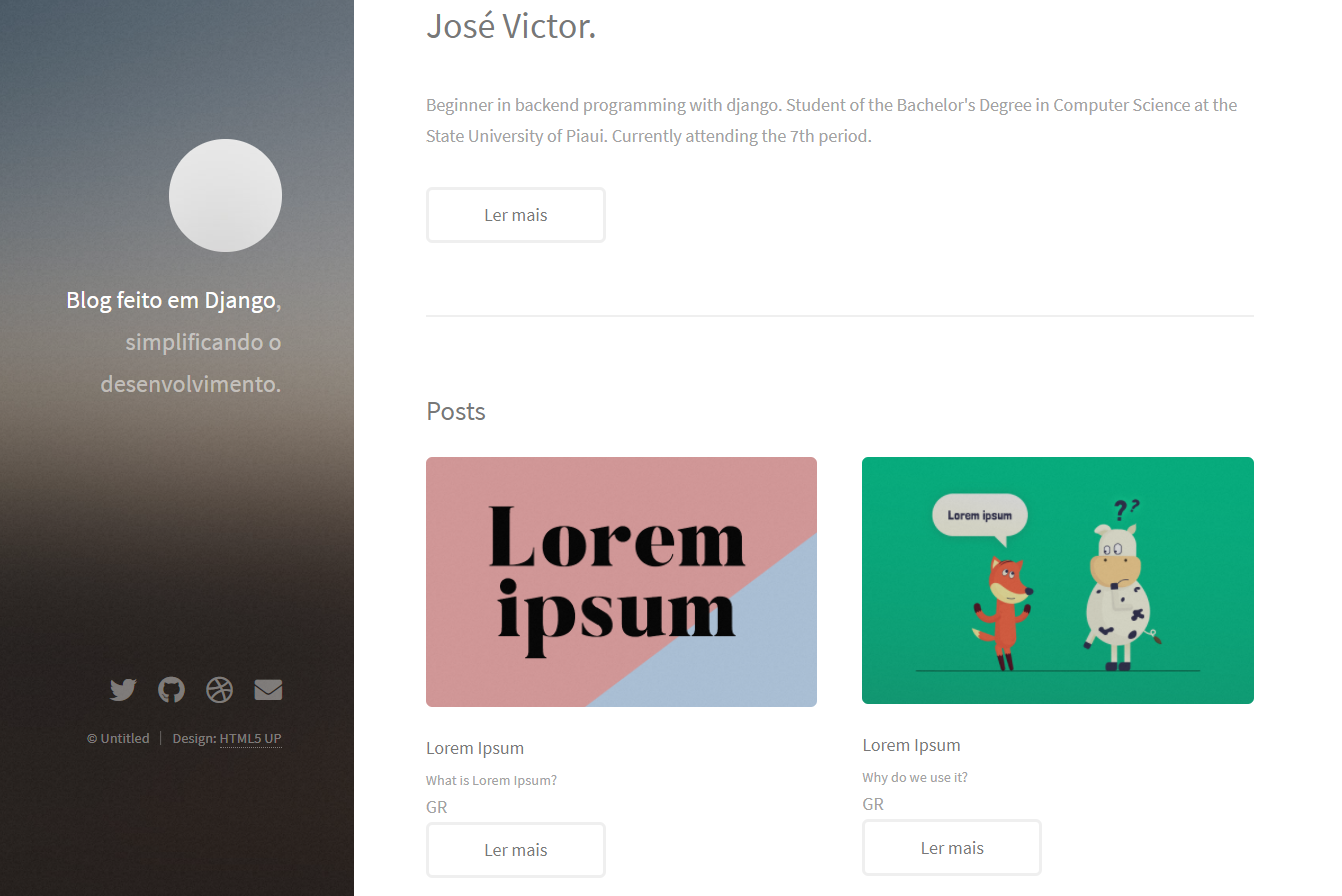 José Victor.
Beginner in backend programming with django. Student of the Bachelor's Degree in Computer Science at the
State University of Piaui. Currently attending the 7th period.
Ler mais
Blog feito em Django,
simplificando o
desenvolvimento.
© Untitled
Design: HTML5 UP
Posts
Lorem
ipsum
Lorem Ipsum
What is Lorem Ipsum?
GR
Ler mais
Lorem ipsum
??
Lorem Ipsum
Why do we use it?
GR
Ler mais